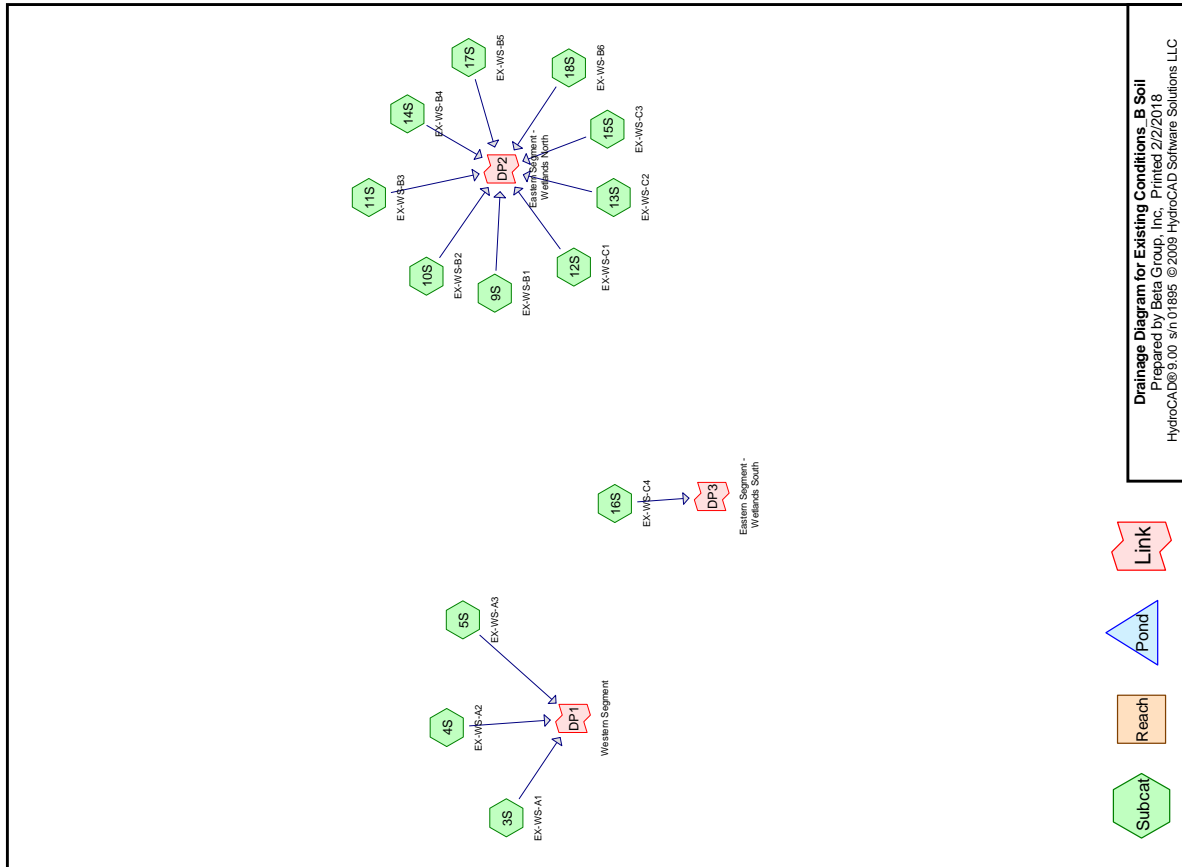 3S
EX-WS-A1
4S
EX-WS-A2
5S
EX-WS-A3
DP1
Western Segment
16S
EX-WS-C4
DP3
Eastern Segment -
Wetlands South
11S
EX-WS-B3
14S
EX-WS-B4
17S
EX-WS-B5
18S
EX-WS-B6
10S
EX-WS-B2
9S
EX-WS-B1
DP2
Eastern Segment -
Wetlands North
15S
EX-WS-C3
13S
EX-WS-C2
12S
EX-WS-C1
Subcat
Reach
Pond
Link
Drainage Diagram for Existing Conditions_B Soil
Prepared by Beta Group, Inc, Printed 2/2/2018
HydroCAD® 9.00 s/n 01895 © 2009 HydroCAD Software Solutions LLC